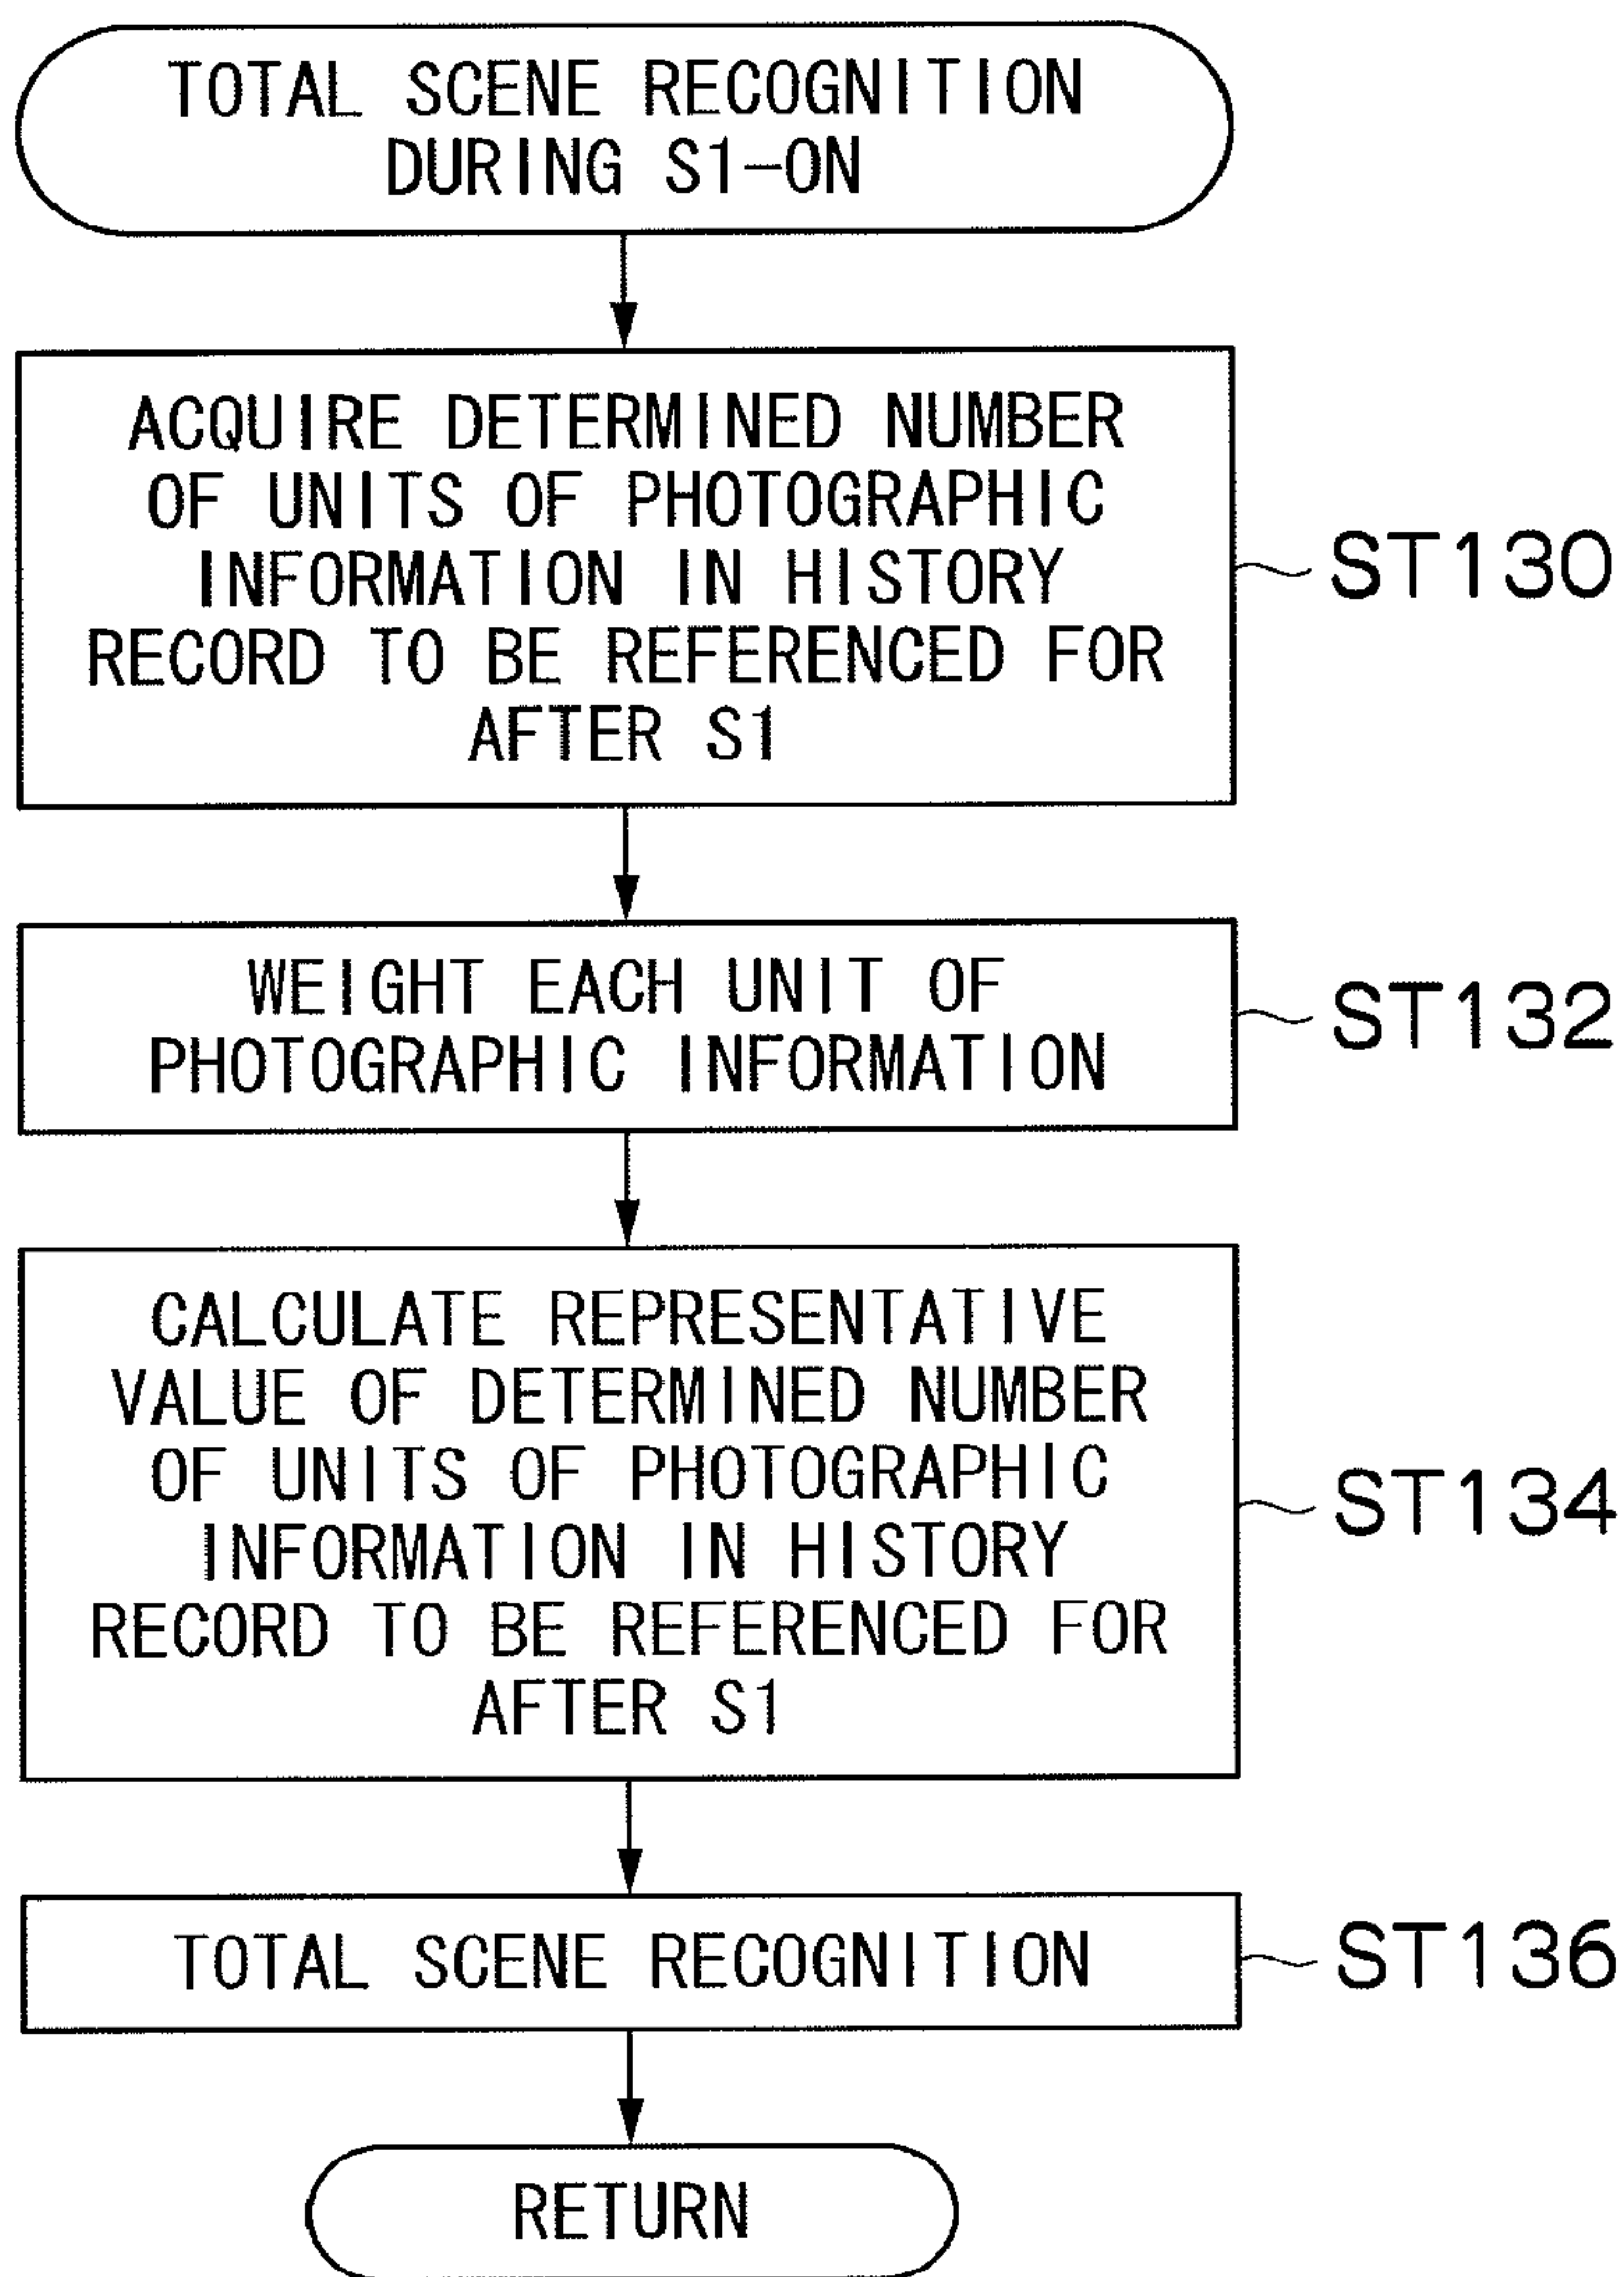 TOTAL SCENE RECOGNITION
DURING S1-ON
ACQUIRE DETERMINED NUMBER
OF UNITS OF PHOTOGRAPHIC
INFORMATION IN HISTORY
RECORD TO BE REFERENCED FOR
AFTER S1
ST130
WEIGHT EACH UNIT OF
PHOTOGRAPHIC INFORMATION
ST132
CALCULATE REPRESENTATIVE
VALUE OF DETERMINED NUMBER
OF UNITS OF PHOTOGRAPHIC
INFORMATION IN HISTORY
RECORD TO BE REFERENCED FOR
AFTER S1
ST134
TOTAL SCENE RECOGNITION
ST136
RETURN